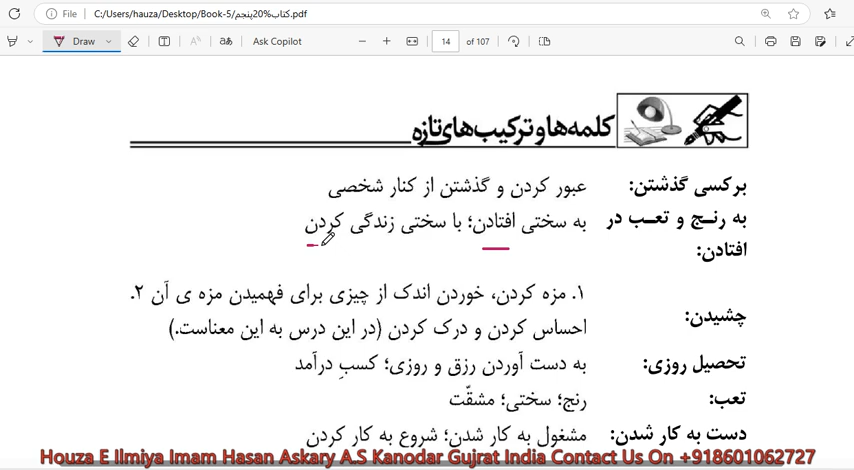 File C:/Users/hauza/Desktop/Book-5/کتاب%20پنجم.pdf
Draw
Ask Copilot
14 of 107
کلمه ها و ترکیب های تازه
برکسی گذشتن: عبور کردن و گذشتن از کنار شخصی
به رنـج و تعـب در افتادن: به سختی افتادن؛ با سختی زندگی کردن
چشیدن: ۱. مزه کردن، خوردن اندک از چیزی برای فهمیدن مزه ی آن ۲.
احساس کردن و درک کردن (در این درس به این معناست.)
تحصیل روزی: به دست آوردن رزق و روزی؛ کسبِ درآمد
تعب: رنج؛ سختی؛ مشقّت
دست به کار شدن: مشغول به کار شدن؛ شروع به کار کردن
Houza E Ilmiya Imam Hasan Askary A.S Kanodar Gujrat India Contact Us On +918601062727